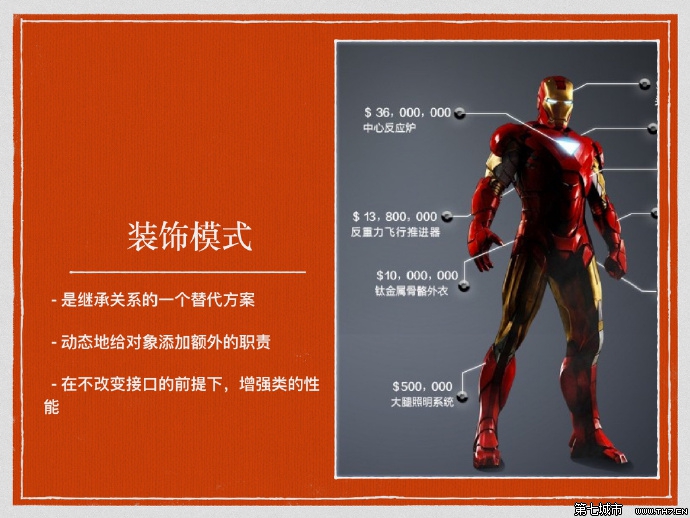 装饰模式
- 是继承关系的一个替代方案
- 动态地给对象添加额外的职责
- 在不改变接口的前提下，增强类的性
能
$ 36, 000, 000
中心反应炉
$ 13, 800, 000
反重力飞行推进器
$10, 000, 000
钛金属骨骼外衣
$500, 000
大腿照明系统
第七城市 WWW.TH7.CN